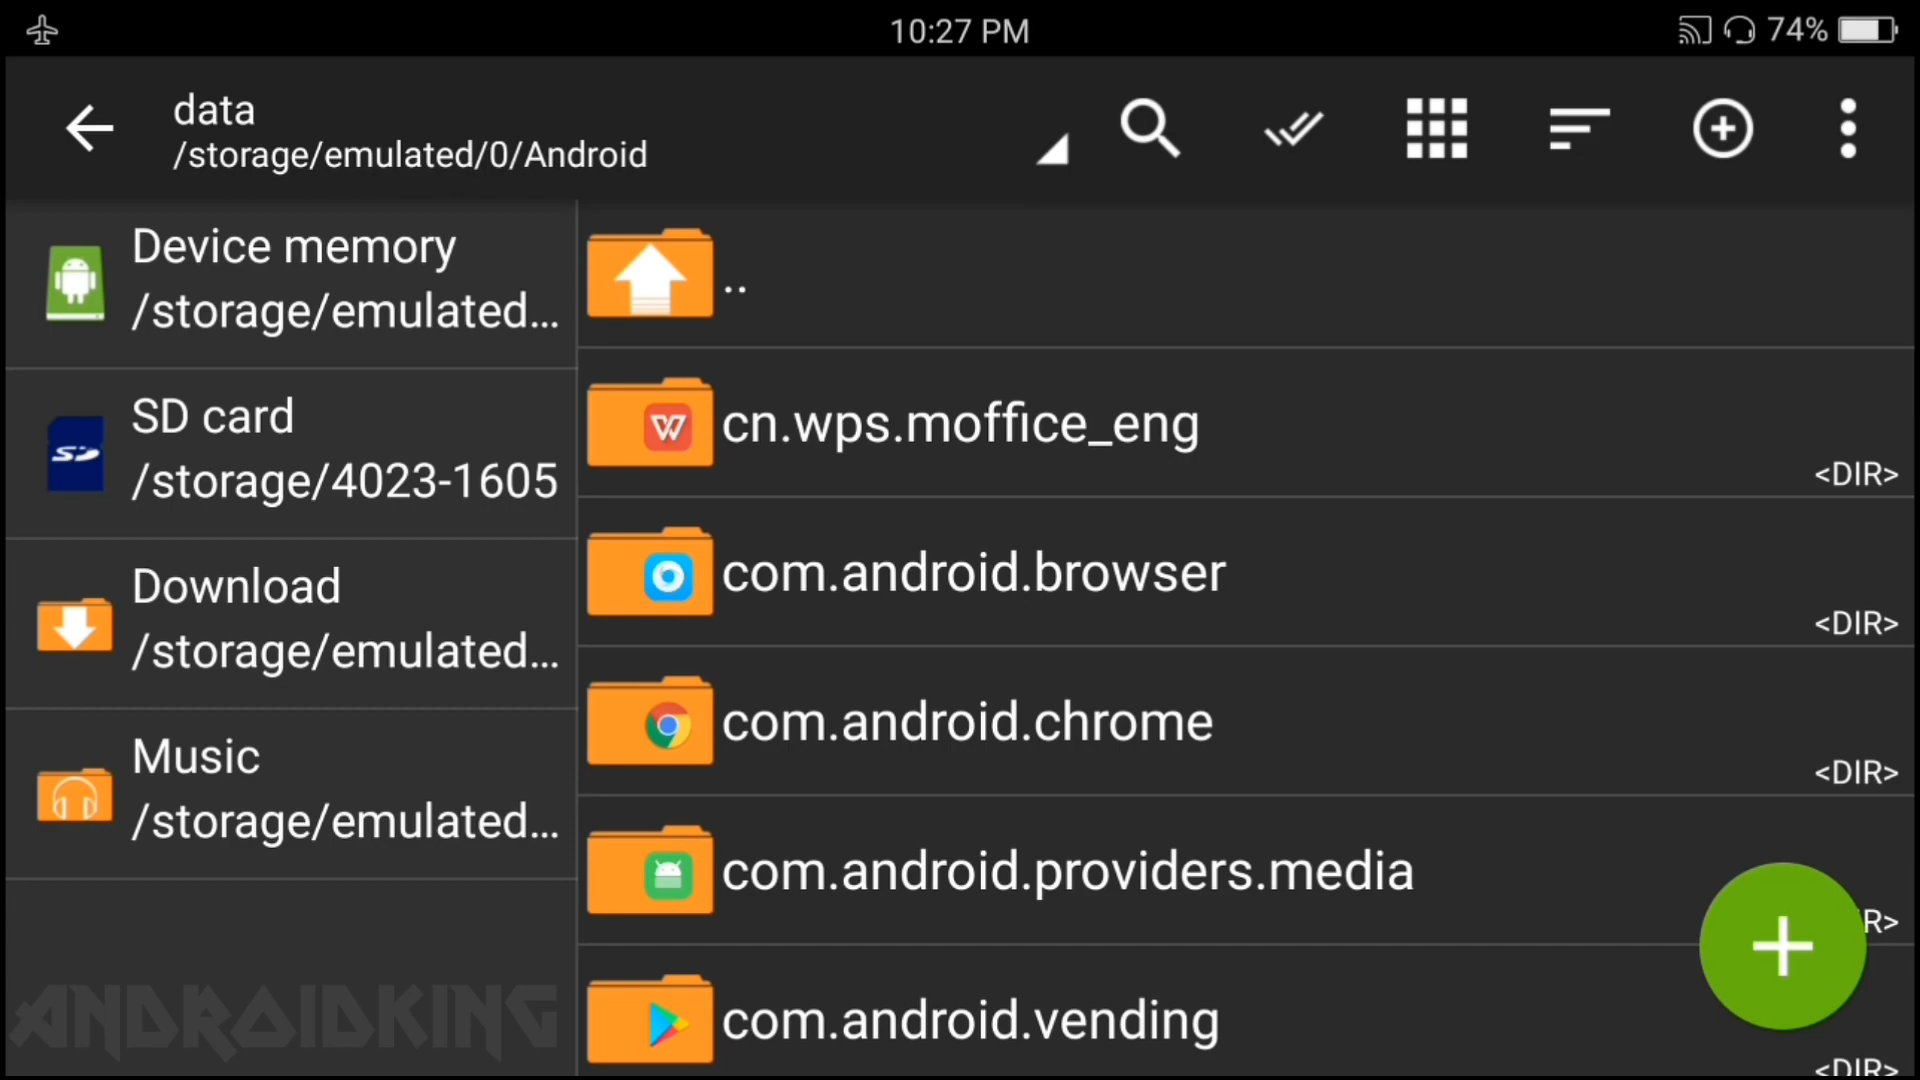 10:27 PM
74%
data
/storage/emulated/0/Android
Device memory
/storage/emulated...
SD card
/storage/4023-1605
Download
/storage/emulated...
Music
/storage/emulated...
..
cn.wps.moffice_eng
<DIR>
com.android.browser
<DIR>
com.android.chrome
<DIR>
com.android.providers.media
R>
com.android.vending
<DIR>
ANDROIDKING